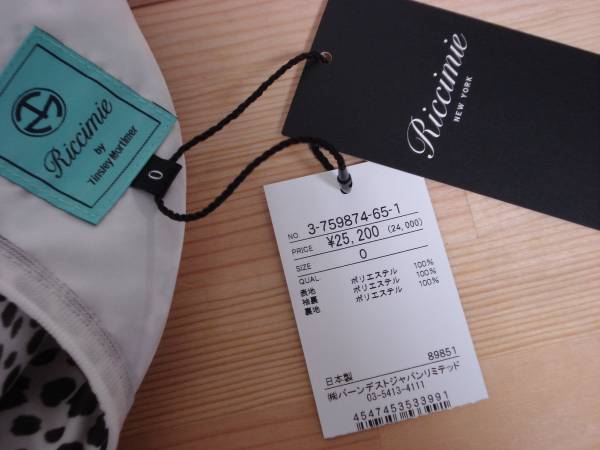 Riccimie
by
Tinsley Mortimer
0
Riccimie
NEW YORK
NO. 3-759874-65-1
PRICE ¥25,200 (24,000)
SIZE 0
QUAL
表地 ポリエステル 100%
袖裏 ポリエステル 100%
裏地 ポリエステル 100%
89851
日本製
㈱バーンデストジャパンリミテッド
03-5413-4111
4547453533991